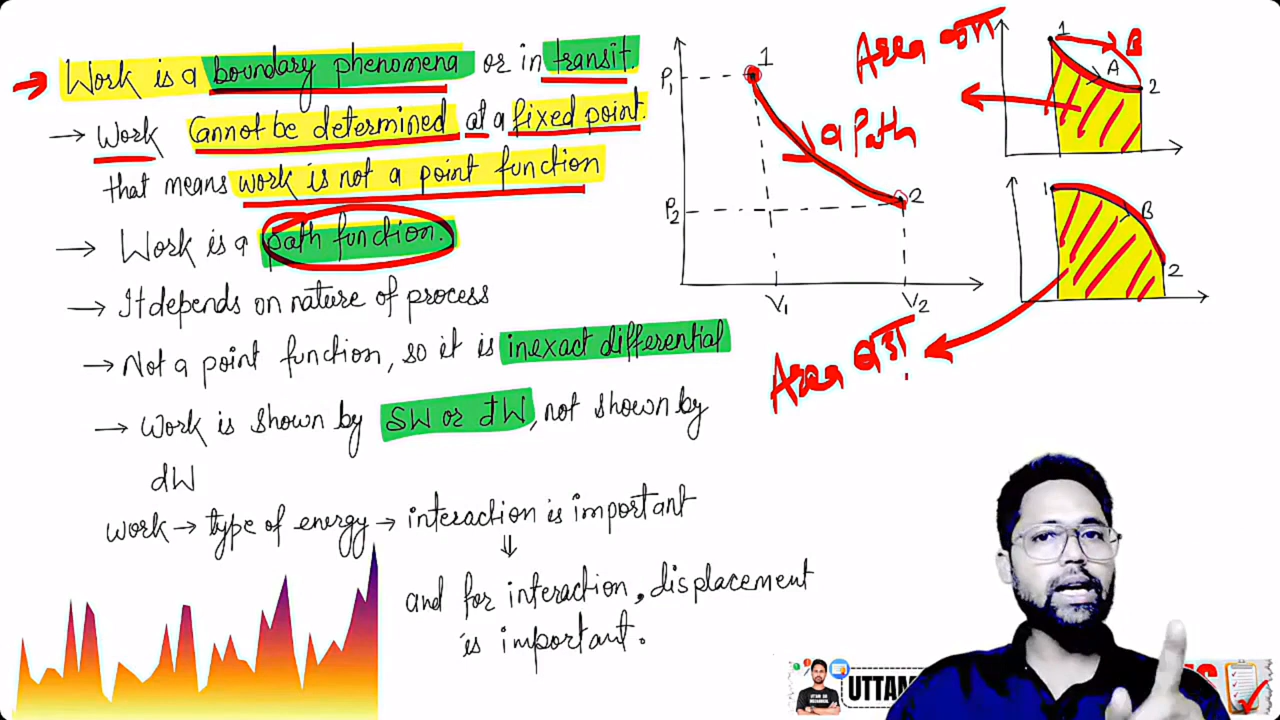 → Work is a boundary phenomena or in transit.
→ Work cannot be determined at a fixed point.
that means work is not a point function
→ Work is a path function.
→ It depends on nature of process
→ Not a point function, so it is inexact differential
→ Work is shown by δW or đW, not shown by
dW
work → type of energy → interaction is important
⇓
and for interaction, displacement
is important.
P₁
1
a Path
P₂
2
V₁
V₂
Area कम
1
B
A
2
1
B
2
Area
UTTAM